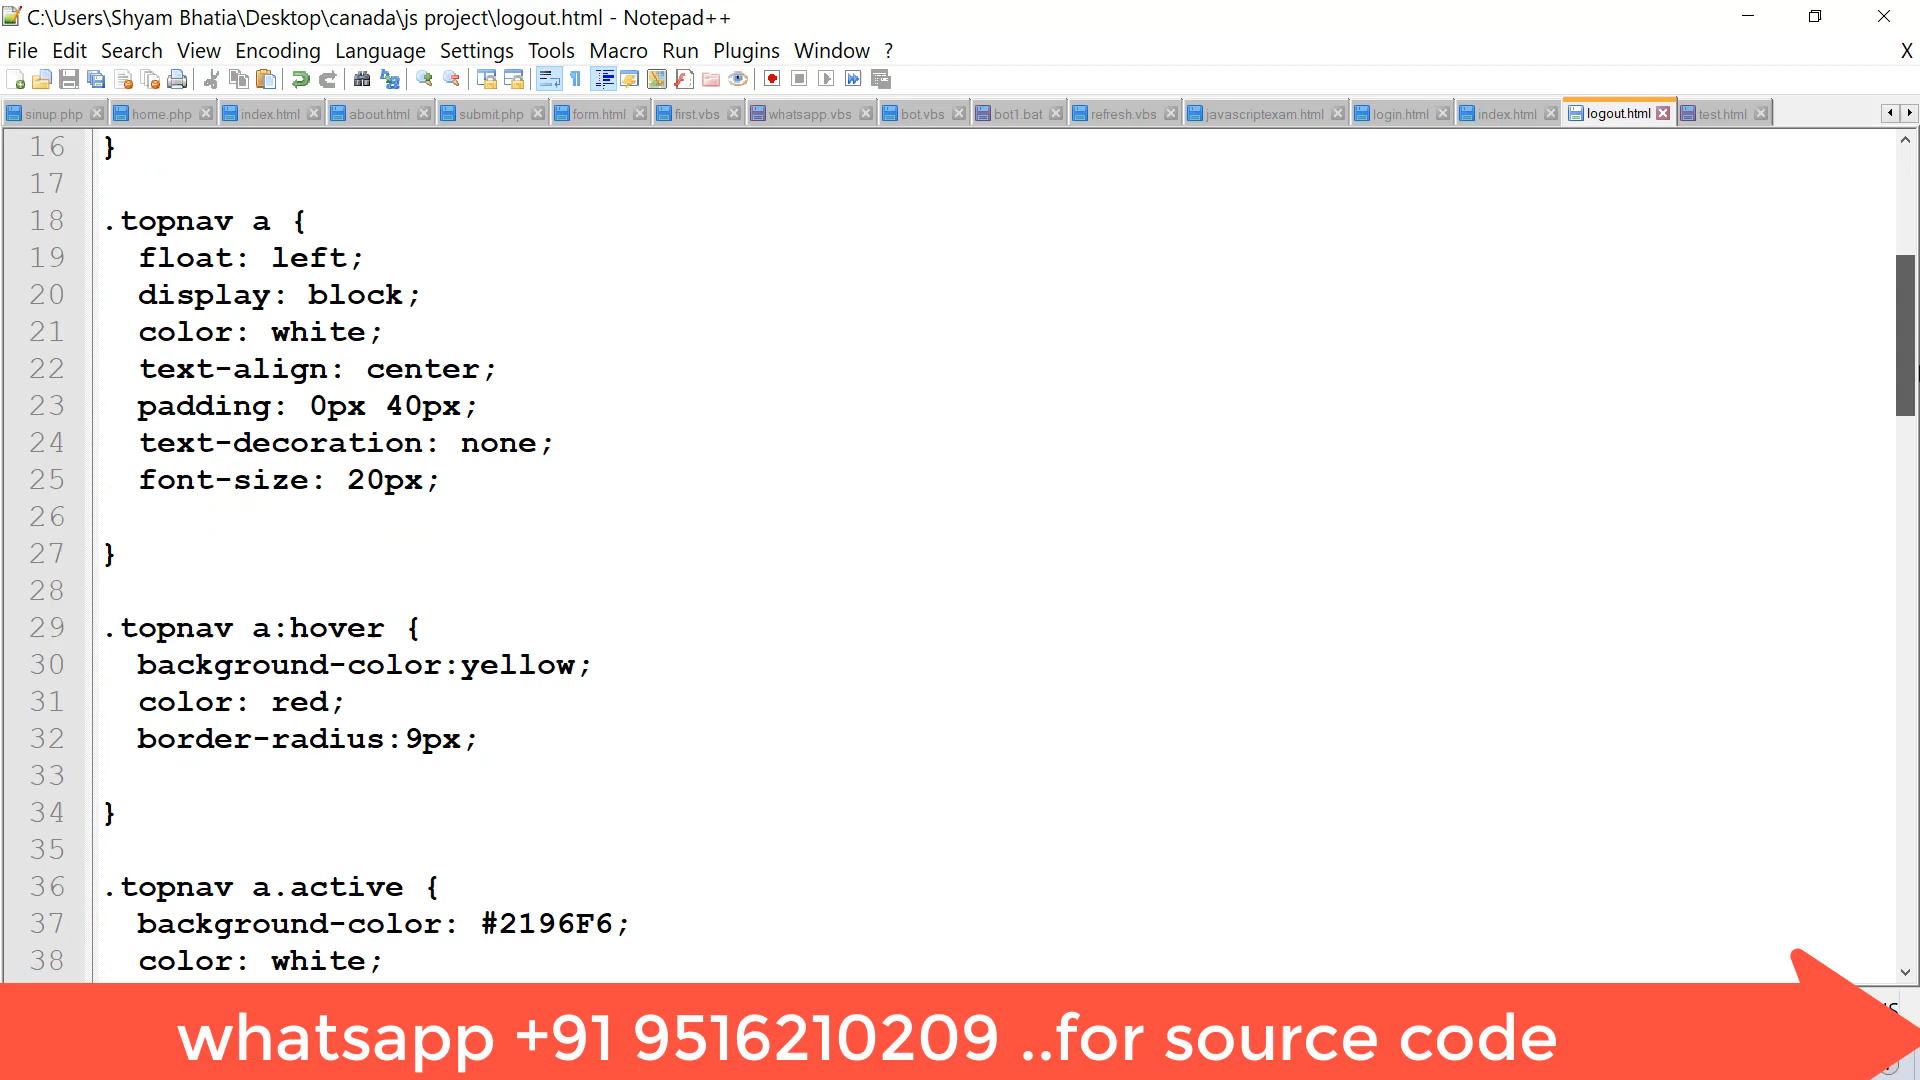 C:\Users\Shyam Bhatia\Desktop\canada\js project\logout.html - Notepad++
File Edit Search View Encoding Language Settings Tools Macro Run Plugins Window ? X
sinup.php home.php index.html about.html submit.php form.html first.vbs whatsapp.vbs bot.vbs bot1.bat refresh.vbs javascriptexam.html login.html index.html logout.html test.html
16 }
17
18 .topnav a {
19 float: left;
20 display: block;
21 color: white;
22 text-align: center;
23 padding: 0px 40px;
24 text-decoration: none;
25 font-size: 20px;
26
27 }
28
29 .topnav a:hover {
30 background-color:yellow;
31 color: red;
32 border-radius:9px;
33
34 }
35
36 .topnav a.active {
37 background-color: #2196F6;
38 color: white;
whatsapp +91 9516210209 ..for source code